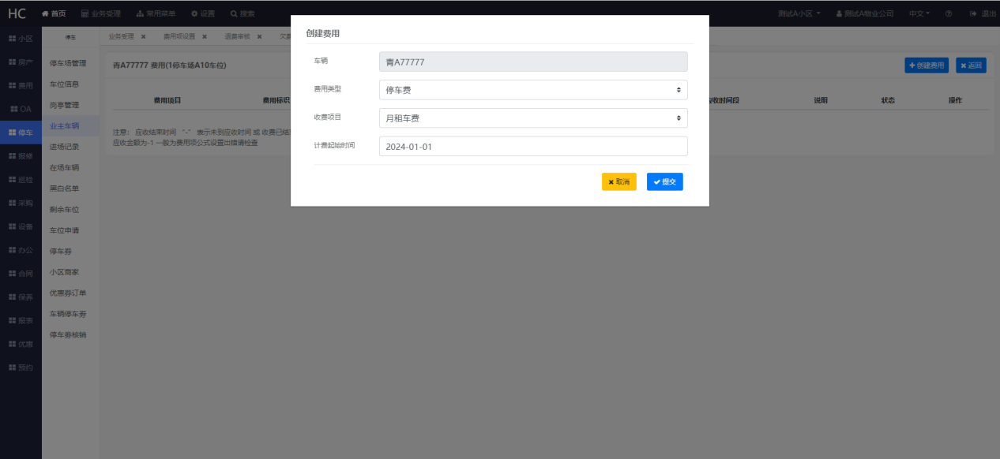 HC 首页 业务受理 常用菜单 设置 搜索 测试A小区 测试A物业公司 中文 退出
小区
房产
费用
OA
停车
报修
巡检
采购
设备
办公
合同
保养
报表
优惠
预约
停车
停车场管理
车位信息
岗亭管理
业主车辆
进场记录
在场车辆
黑白名单
剩余车位
车位申请
停车券
小区商家
优惠券订单
车辆停车券
停车券核销
业务受理 × 费用项设置 × 退费审核 × 欠费
青A77777 费用(1停车场A10车位)
创建费用 返回
费用项目 费用标识 应收时间段 说明 状态 操作
注意: 应收结束时间 “-” 表示未到应收时间 或 收费已结
应收金额为-1 一般为费用项公式设置出错请检查
创建费用
车辆 青A77777
费用类型 停车费
收费项目 月租车费
计费起始时间 2024-01-01
取消 提交